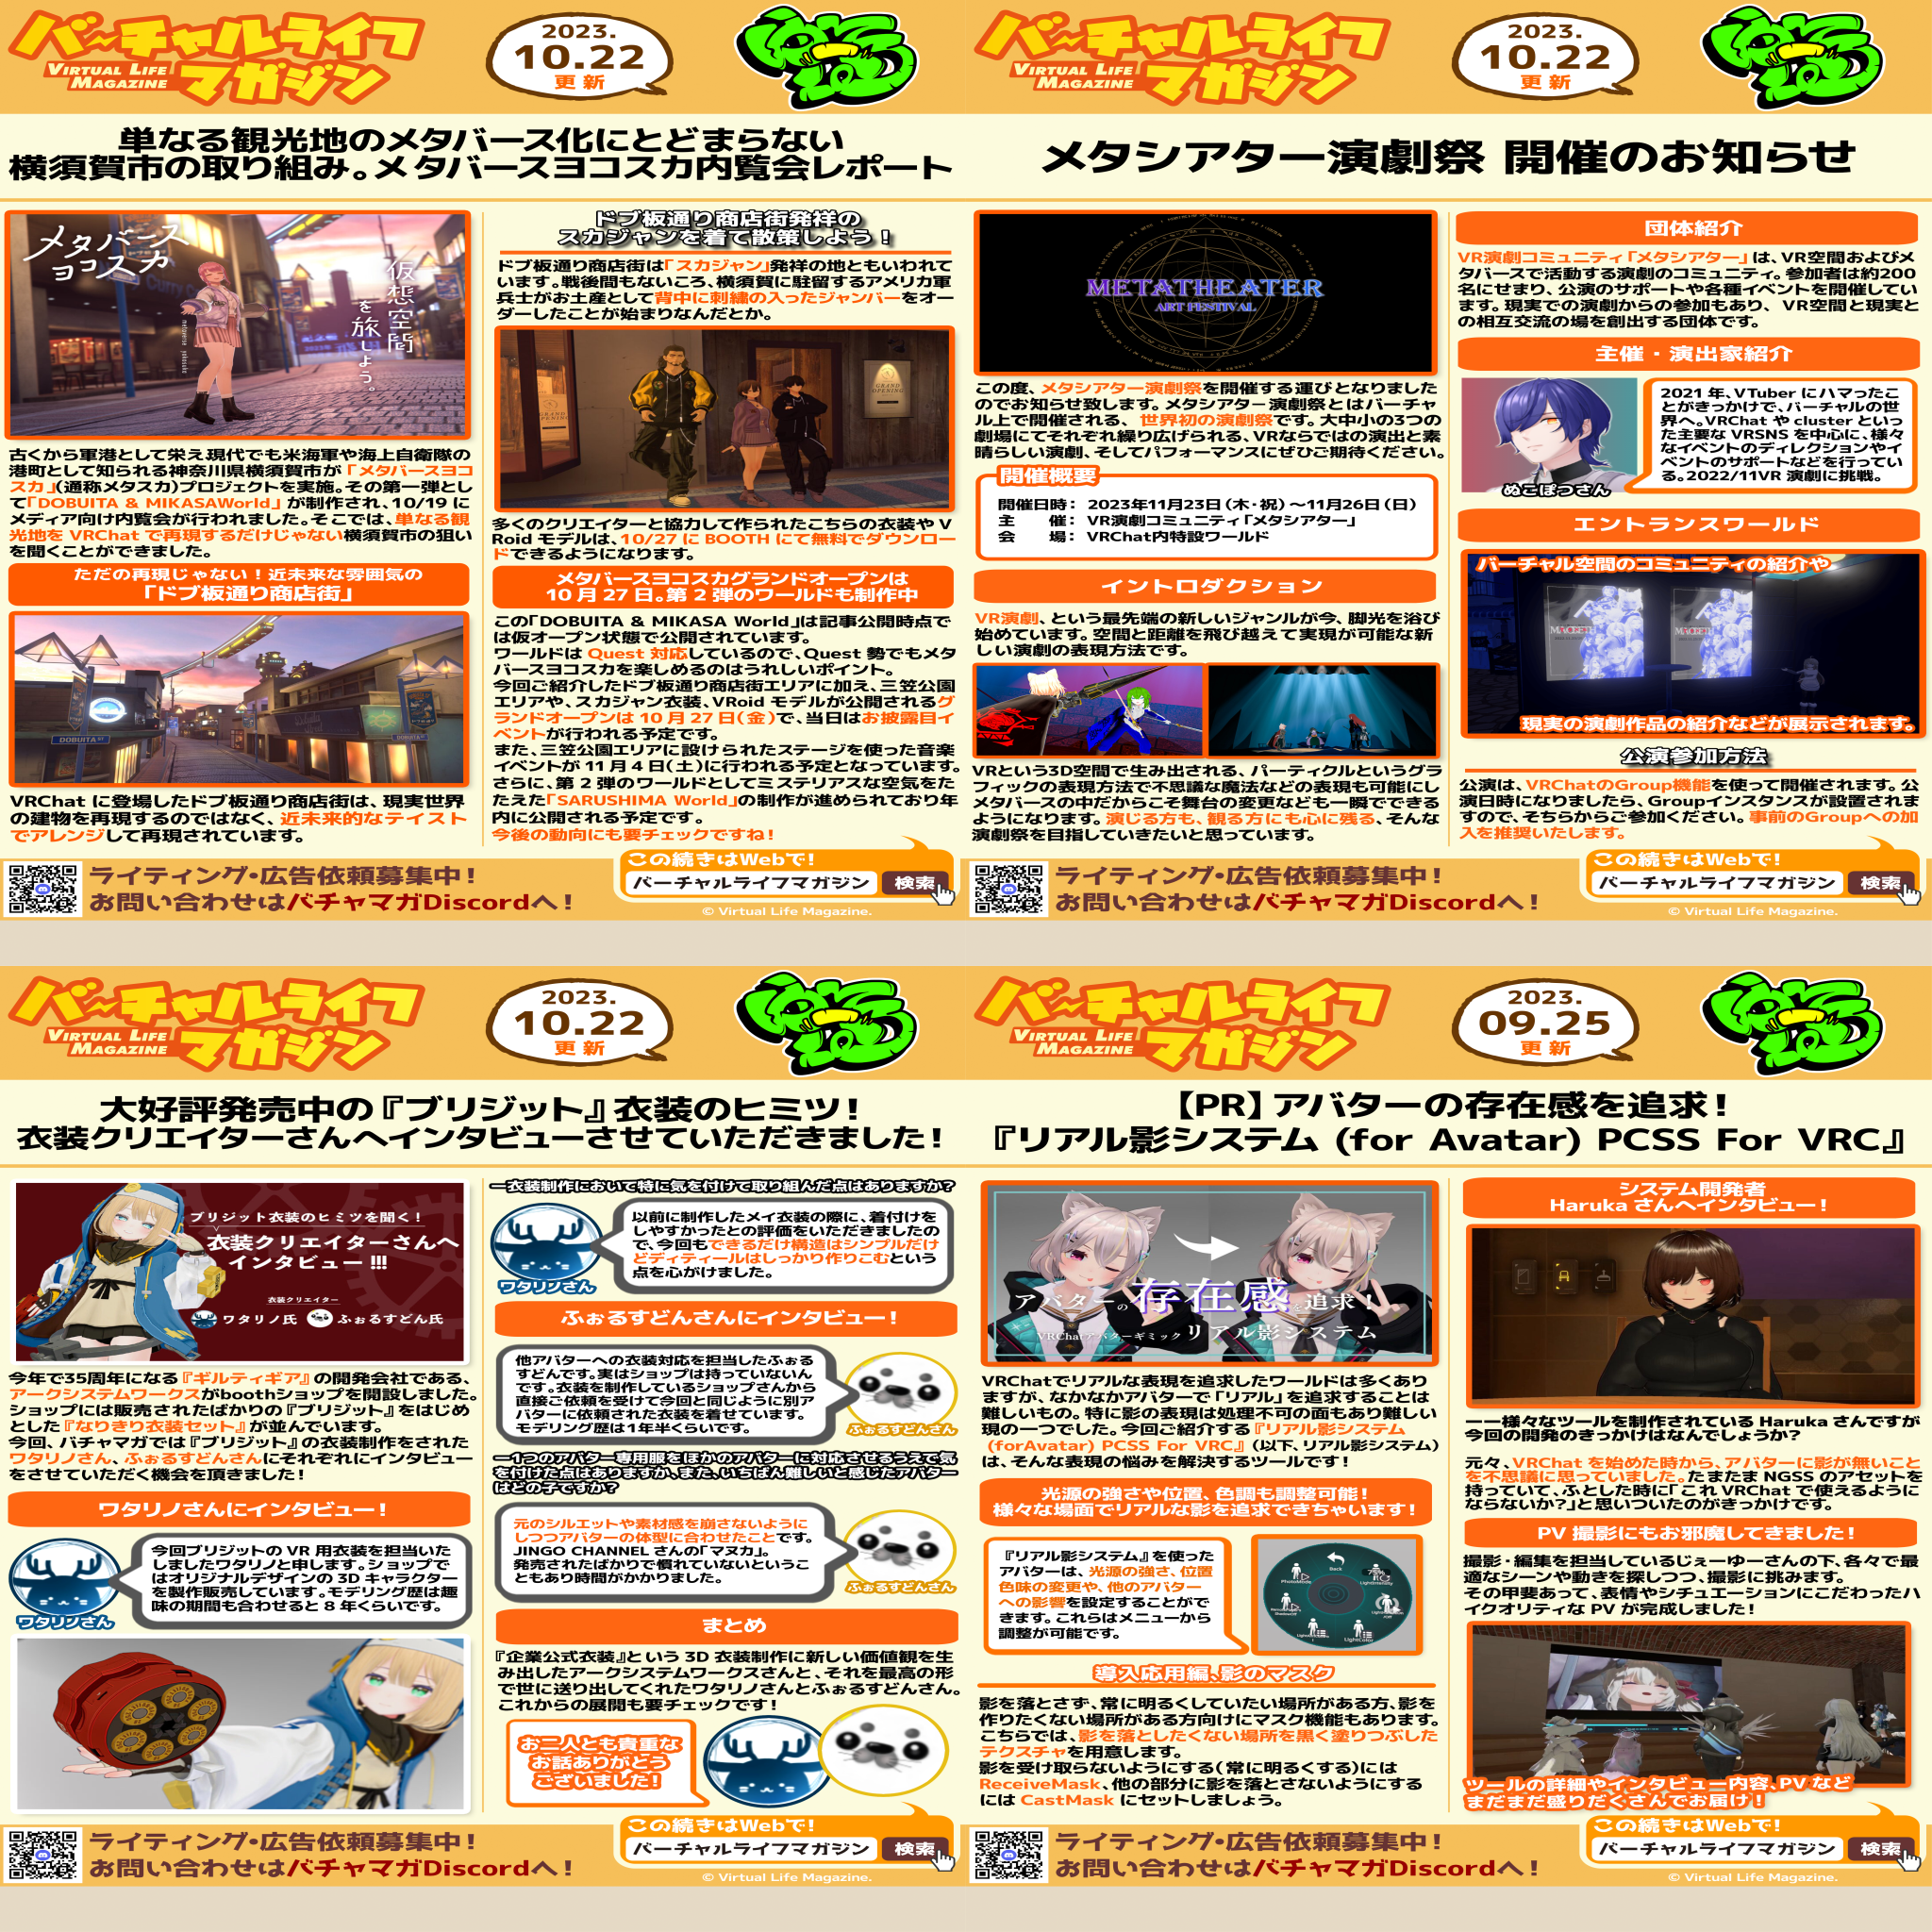 バーチャルライフ
マガジン
VIRTUAL LIFE
MAGAZINE
2023.
10.22
更新
単なる観光地のメタバース化にとどまらない
横須賀市の取り組み。メタバースヨコスカ内覧会レポート
メタバース
ヨコスカ
仮想空間
を旅しよう。
古くから軍港として栄え現代でも米海軍や海上自衛隊の
港町として知られる神奈川県横須賀市が「メタバースヨコ
スカ」(通称メタスカ)プロジェクトを実施。その第一弾とし
て「DOBUITA & MIKASAWorld」が制作され、10/19に
メディア向け内覧会が行われました。そこでは、単なる観
光地を VRChat で再現するだけじゃない横須賀市の狙い
を聞くことができました。
ただの再現じゃない！近未来な雰囲気の
「ドブ板通り商店街」
DOBUITA
VRChat に登場したドブ板通り商店街は、現実世界
の建物を再現するのではなく、近未来的なテイスト
でアレンジして再現されています。
ドブ板通り商店街発祥の
スカジャンを着て散策しよう！
ドブ板通り商店街は「スカジャン」発祥の地ともいわれて
います。戦後間もないころ、横須賀に駐留するアメリカ軍
兵士がお土産として背中に刺繍の入ったジャンパーをオー
ダーしたことが始まりなんだとか。
GRAND
OPENING
多くのクリエイターと協力して作られたこちらの衣装や V
Roid モデルは、10/27 に BOOTH にて無料でダウンロー
ドできるようになります。
メタバースヨコスカグランドオープンは
10 月 27 日。第 2 弾のワールドも制作中
この「DOBUITA & MIKASA World」は記事公開時点で
は仮オープン状態で公開されています。
ワールドは Quest 対応しているので、Quest 勢でもメタ
バースヨコスカを楽しめるのはうれしいポイント。
今回ご紹介したドブ板通り商店街エリアに加え、三笠公園
エリアや、スカジャン衣装、VRoid モデルが公開されるグ
ランドオープンは 10 月 27 日(金)で、当日はお披露目イ
ベントが行われる予定です。
また、三笠公園エリアに設けられたステージを使った音楽
イベントが 11 月 4 日(土)に行われる予定となっています。
さらに、第 2 弾のワールドとしてミステリアスな空気をた
たえた「SARUSHIMA World」の制作が進められており年
内に公開される予定です。
今後の動向にも要チェックですね！
ライティング・広告依頼募集中！
お問い合わせはバチャマガDiscordへ！
この続きはWebで！
バーチャルライフマガジン
検索
© Virtual Life Magazine.
バーチャルライフ
マガジン
VIRTUAL LIFE
MAGAZINE
2023.
10.22
更新
メタシアター演劇祭 開催のお知らせ
METATHEATER
ART FESTIVAL
この度、メタシアター演劇祭を開催する運びとなりました
のでお知らせ致します。メタシアター演劇祭とはバーチャ
ル上で開催される、世界初の演劇祭です。大中小の3つの
劇場にてそれぞれ繰り広げられる、VRならではの演出と素
晴らしい演劇、そしてパフォーマンスにぜひご期待ください。
開催概要
開催日時： 2023年11月23日（木・祝）～11月26日（日）
主　催： VR演劇コミュニティ「メタシアター」
会　場： VRChat内特設ワールド
イントロダクション
VR演劇、という最先端の新しいジャンルが今、脚光を浴び
始めています。空間と距離を飛び越えて実現が可能な新
しい演劇の表現方法です。
VRという3D空間で生み出される、パーティクルというグラ
フィックの表現方法で不思議な魔法などの表現も可能にし
メタバースの中だからこそ舞台の変更なども一瞬でできる
ようになります。演じる方も、観る方にも心に残る、そんな
演劇祭を目指していきたいと思っています。
団体紹介
VR演劇コミュニティ「メタシアター」は、VR空間およびメ
タバースで活動する演劇のコミュニティ。参加者は約200
名にせまり、公演のサポートや各種イベントを開催してい
ます。現実での演劇からの参加もあり、VR空間と現実と
の相互交流の場を創出する団体です。
主催・演出家紹介
ぬこぽつさん
2021 年、VTuber にハマったこ
とがきっかけで、バーチャルの世
界へ。VRChat や cluster といっ
た主要な VRSNS を中心に、様々
なイベントのディレクションやイ
ベントのサポートなどを行ってい
る。2022/11VR 演劇に挑戦。
エントランスワールド
バーチャル空間のコミュニティの紹介や、
現実の演劇作品の紹介などが展示されます。
公演参加方法
公演は、VRChatのGroup機能を使って開催されます。公
演日時になりましたら、Groupインスタンスが設置されま
すので、そちらからご参加ください。事前のGroupへの加
入を推奨いたします。
ライティング・広告依頼募集中！
お問い合わせはバチャマガDiscordへ！
この続きはWebで！
バーチャルライフマガジン
検索
© Virtual Life Magazine.
バーチャルライフ
マガジン
VIRTUAL LIFE
MAGAZINE
2023.
10.22
更新
大好評発売中の『ブリジット』衣装のヒミツ！
衣装クリエイターさんへインタビューさせていただきました！
ブリジット衣装のヒミツを聞く！
衣装クリエイターさんへ
インタビュー!!!
衣装クリエイター
ワタリノ氏
ふぉるすどん氏
今年で35周年になる『ギルティギア』の開発会社である、
アークシステムワークスがboothショップを開設しました。
ショップには販売されたばかりの『ブリジット』をはじめ
とした『なりきり衣装セット』が並んでいます。
今回、バチャマガでは『ブリジット』の衣装制作をされた
ワタリノさん、ふぉるすどんさんにそれぞれにインタビュー
をさせていただく機会を頂きました！
ワタリノさんにインタビュー！
ワタリノさん
今回ブリジットの VR 用衣装を担当いた
しましたワタリノと申します。ショップで
はオリジナルデザインの 3D キャラクター
を製作販売しています。モデリング歴は趣
味の期間も合わせると 8 年くらいです。
―衣装制作において特に気を付けて取り組んだ点はありますか？
ワタリノさん
以前に制作したメイ衣装の際に、着付けを
しやすかったとの評価をいただきましたの
で、今回もできるだけ構造はシンプルだけ
どディティールはしっかり作りこむという
点を心がけました。
ふぉるすどんさんにインタビュー！
他アバターへの衣装対応を担当したふぉる
すどんです。実はショップは持っていないん
です。衣装を制作しているショップさんから
直接ご依頼を受けて今回と同じように別ア
バターに依頼された衣装を着せています。
モデリング歴は1年半くらいです。
ふぉるすどんさん
―1つのアバター専用服をほかのアバターに対応させるうえで気
を付けた点はありますか、また、いちばん難しいと感じたアバター
はどの子ですか？
元のシルエットや素材感を崩さないように
しつつアバターの体型に合わせたことです。
JINGO CHANNEL さんの「マヌカ」。
発売されたばかりで慣れていないというこ
ともあり時間がかかりました。
ふぉるすどんさん
まとめ
『企業公式衣装』という 3D 衣装制作に新しい価値観を生
み出したアークシステムワークスさんと、それを最高の形
で世に送り出してくれたワタリノさんとふぉるすどんさん。
これからの展開も要チェックです！
お二人とも貴重な
お話ありがとう
ございました！
ライティング・広告依頼募集中！
お問い合わせはバチャマガDiscordへ！
この続きはWebで！
バーチャルライフマガジン
検索
© Virtual Life Magazine.
バーチャルライフ
マガジン
VIRTUAL LIFE
MAGAZINE
2023.
09.25
更新
【PR】アバターの存在感を追求！
『リアル影システム (for Avatar) PCSS For VRC』
アバターの存在感を追求！
VRChatアバターギミック リアル影システム
VRChatでリアルな表現を追求したワールドは多くあり
ますが、なかなかアバターで「リアル」を追求することは
難しいもの。特に影の表現は処理不可の面もあり難しい表
現の一つでした。今回ご紹介する『リアル影システム
(forAvatar) PCSS For VRC』(以下、リアル影システム)
は、そんな表現の悩みを解決するツールです！
光源の強さや位置、色調も調整可能！
様々な場面でリアルな影を追求できちゃいます！
『リアル影システム』を使った
アバターは、光源の強さ、位置
色味の変更や、他のアバター
への影響を設定することがで
きます。これらはメニューから
調整が可能です。
Back
導入応用編、影のマスク
影を落とさず、常に明るくしていたい場所がある方、影を
作りたくない場所がある方向けにマスク機能もあります。
こちらでは、影を落としたくない場所を黒く塗りつぶした
テクスチャを用意します。
影を受け取らないようにする(常に明るくする)には
ReceiveMask、他の部分に影を落とさないようにする
には CastMask にセットしましょう。
システム開発者
Haruka さんへインタビュー！
ーー様々なツールを制作されている Haruka さんですが
今回の開発のきっかけはなんでしょうか？
元々、VRChat を始めた時から、アバターに影が無いこと
を不思議に思っていました。たまたま NGSS のアセットを
持っていて、ふとした時に「これ VRChat で使えるように
ならないか？」と思いついたのがきっかけです。
PV 撮影にもお邪魔してきました！
撮影・編集を担当しているじぇーゆーさんの下、各々で最
適なシーンや動きを探しつつ、撮影に挑みます。
その甲斐あって、表情やシチュエーションにこだわったハ
イクオリティな PV が完成しました！
ツールの詳細やインタビュー内容、PV など
まだまだ盛りだくさんでお届け！
ライティング・広告依頼募集中！
お問い合わせはバチャマガDiscordへ！
この続きはWebで！
バーチャルライフマガジン
検索
© Virtual Life Magazine.